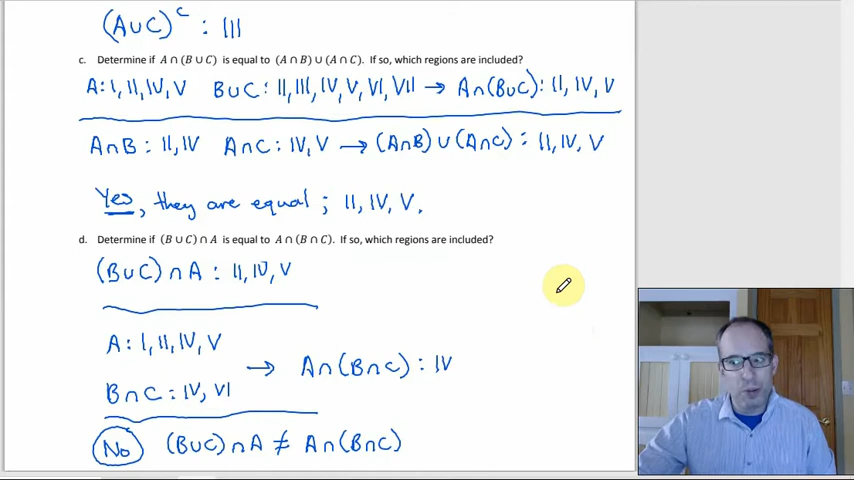 (A∪C)ᶜ : III
c. Determine if A ∩ (B ∪ C) is equal to (A ∩ B) ∪ (A ∩ C). If so, which regions are included?
A: I, II, IV, V B∪C: II, III, IV, V, VI, VII → A∩(B∪C): II, IV, V
A∩B : II, IV A∩C : IV, V → (A∩B) ∪ (A∩C) : II, IV, V
Yes, they are equal ; II, IV, V.
d. Determine if (B ∪ C) ∩ A is equal to A ∩ (B ∩ C). If so, which regions are included?
(B∪C) ∩ A : II, IV, V
A: I, II, IV, V
B∩C : IV, VI → A∩(B∩C) : IV
No (B∪C) ∩ A ≠ A∩(B∩C)